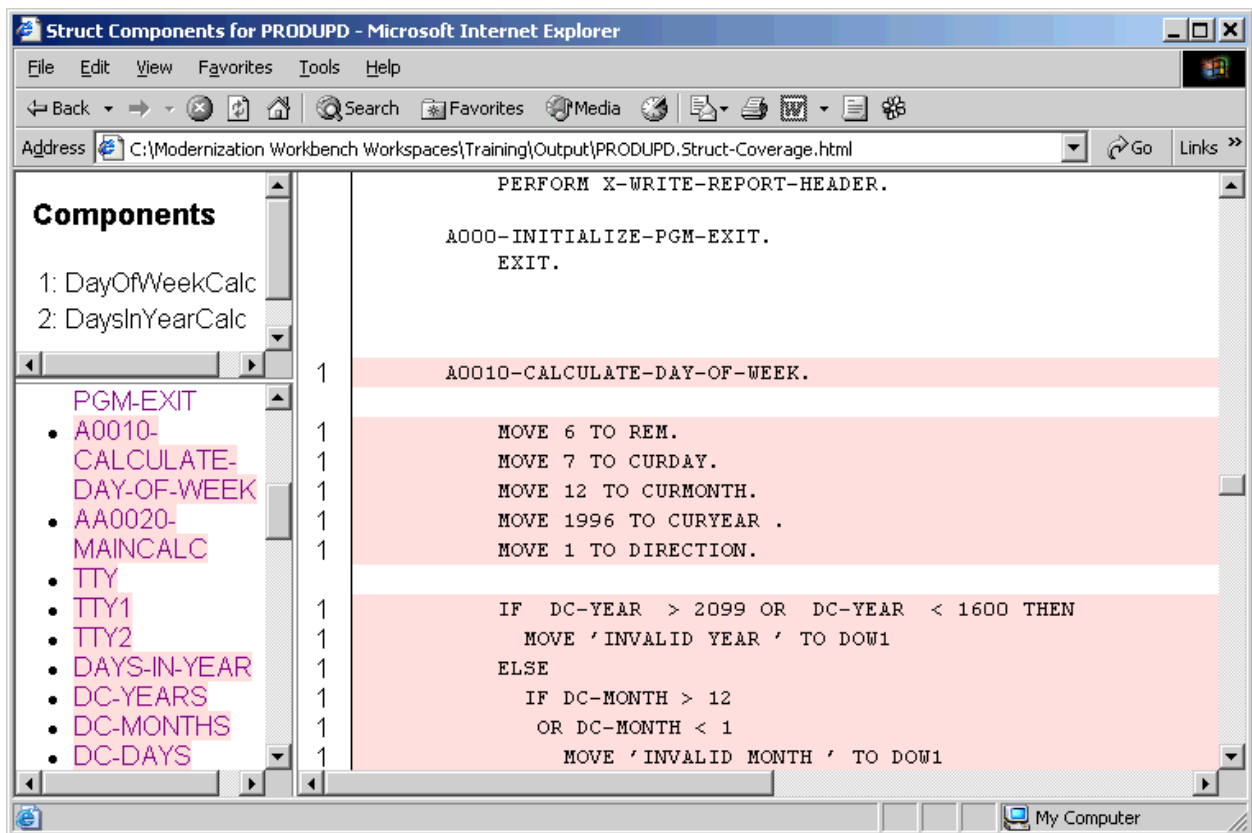 Struct Components for PRODUPD - Microsoft Internet Explorer
File Edit View Favorites Tools Help
Back Search Favorites Media
Address C:\Modernization Workbench Workspaces\Training\Output\PRODUPD.Struct-Coverage.html Go Links »
Components
1: DayOfWeekCalc
2: DaysInYearCalc
PGM-EXIT
• A0010-
CALCULATE-
DAY-OF-WEEK
• AA0020-
MAINCALC
• TTY
• TTY1
• TTY2
• DAYS-IN-YEAR
• DC-YEARS
• DC-MONTHS
• DC-DAYS
PERFORM X-WRITE-REPORT-HEADER.
A000-INITIALIZE-PGM-EXIT.
EXIT.
1 A0010-CALCULATE-DAY-OF-WEEK.
1 MOVE 6 TO REM.
1 MOVE 7 TO CURDAY.
1 MOVE 12 TO CURMONTH.
1 MOVE 1996 TO CURYEAR .
1 MOVE 1 TO DIRECTION.
1 IF DC-YEAR > 2099 OR DC-YEAR < 1600 THEN
1 MOVE 'INVALID YEAR ' TO DOW1
1 ELSE
1 IF DC-MONTH > 12
1 OR DC-MONTH < 1
1 MOVE 'INVALID MONTH ' TO DOW1
My Computer